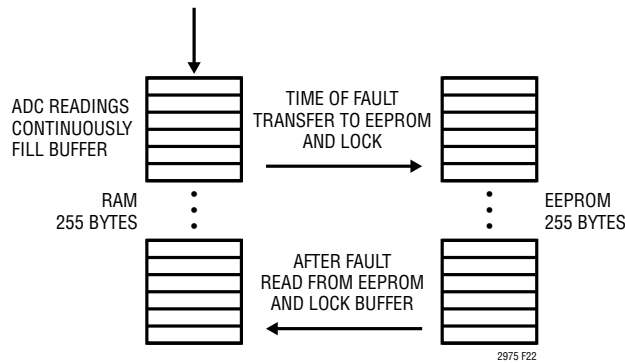 ADC READINGS
CONTINUOUSLY
FILL BUFFER
TIME OF FAULT
TRANSFER TO EEPROM
AND LOCK
RAM
255 BYTES
EEPROM
255 BYTES
AFTER FAULT
READ FROM EEPROM
AND LOCK BUFFER
2975 F22